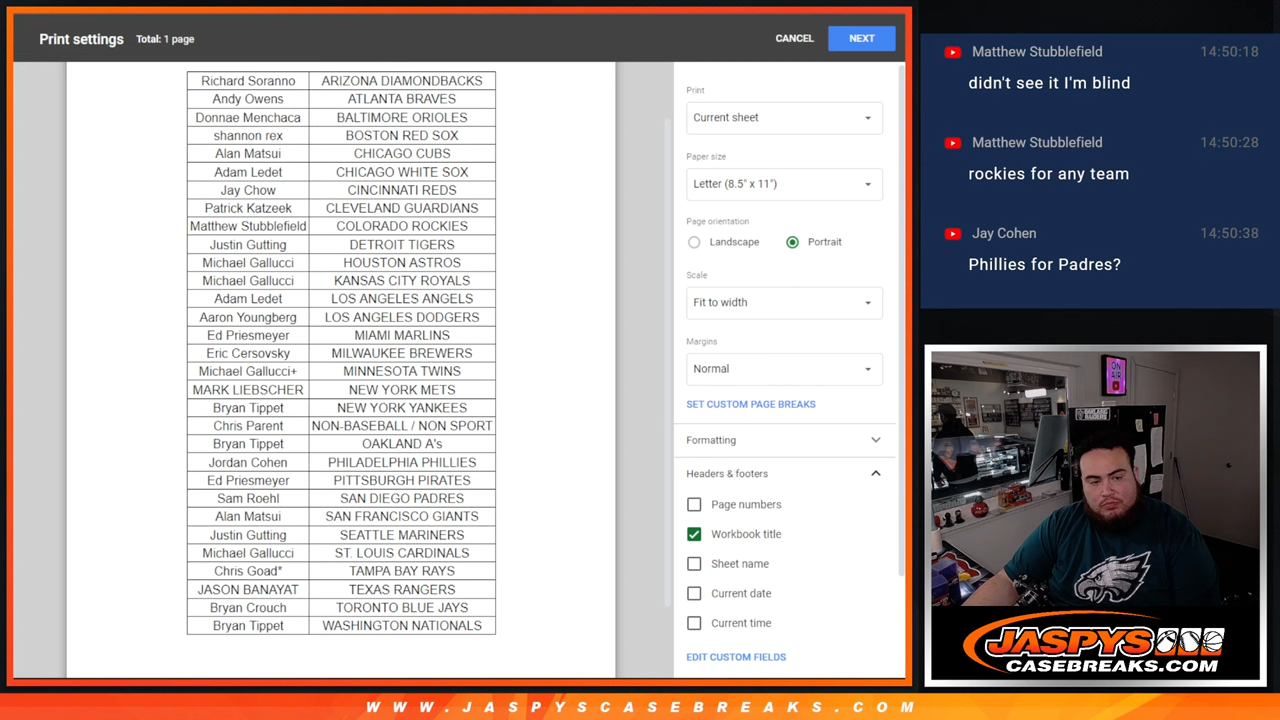 Print settings Total: 1 page CANCEL NEXT
Richard Soranno ARIZONA DIAMONDBACKS
Andy Owens ATLANTA BRAVES
Donnae Menchaca BALTIMORE ORIOLES
shannon rex BOSTON RED SOX
Alan Matsui CHICAGO CUBS
Adam Ledet CHICAGO WHITE SOX
Jay Chow CINCINNATI REDS
Patrick Katzeek CLEVELAND GUARDIANS
Matthew Stubblefield COLORADO ROCKIES
Justin Gutting DETROIT TIGERS
Michael Gallucci HOUSTON ASTROS
Michael Gallucci KANSAS CITY ROYALS
Adam Ledet LOS ANGELES ANGELS
Aaron Youngberg LOS ANGELES DODGERS
Ed Priesmeyer MIAMI MARLINS
Eric Cersovsky MILWAUKEE BREWERS
Michael Gallucci+ MINNESOTA TWINS
MARK LIEBSCHER NEW YORK METS
Bryan Tippet NEW YORK YANKEES
Chris Parent NON-BASEBALL / NON SPORT
Bryan Tippet OAKLAND A's
Jordan Cohen PHILADELPHIA PHILLIES
Ed Priesmeyer PITTSBURGH PIRATES
Sam Roehl SAN DIEGO PADRES
Alan Matsui SAN FRANCISCO GIANTS
Justin Gutting SEATTLE MARINERS
Michael Gallucci ST. LOUIS CARDINALS
Chris Goad* TAMPA BAY RAYS
JASON BANAYAT TEXAS RANGERS
Bryan Crouch TORONTO BLUE JAYS
Bryan Tippet WASHINGTON NATIONALS
Print
Current sheet
Paper size
Letter (8.5" x 11")
Page orientation
Landscape Portrait
Scale
Fit to width
Margins
Normal
SET CUSTOM PAGE BREAKS
Formatting
Headers & footers
Page numbers
Workbook title
Sheet name
Current date
Current time
EDIT CUSTOM FIELDS
Matthew Stubblefield 14:50:18
didn't see it I'm blind
Matthew Stubblefield 14:50:28
rockies for any team
Jay Cohen 14:50:38
Phillies for Padres?
ON
AIR
JASPYS
CASEBREAKS.COM
WWW.JASPYSCASEBREAKS.COM